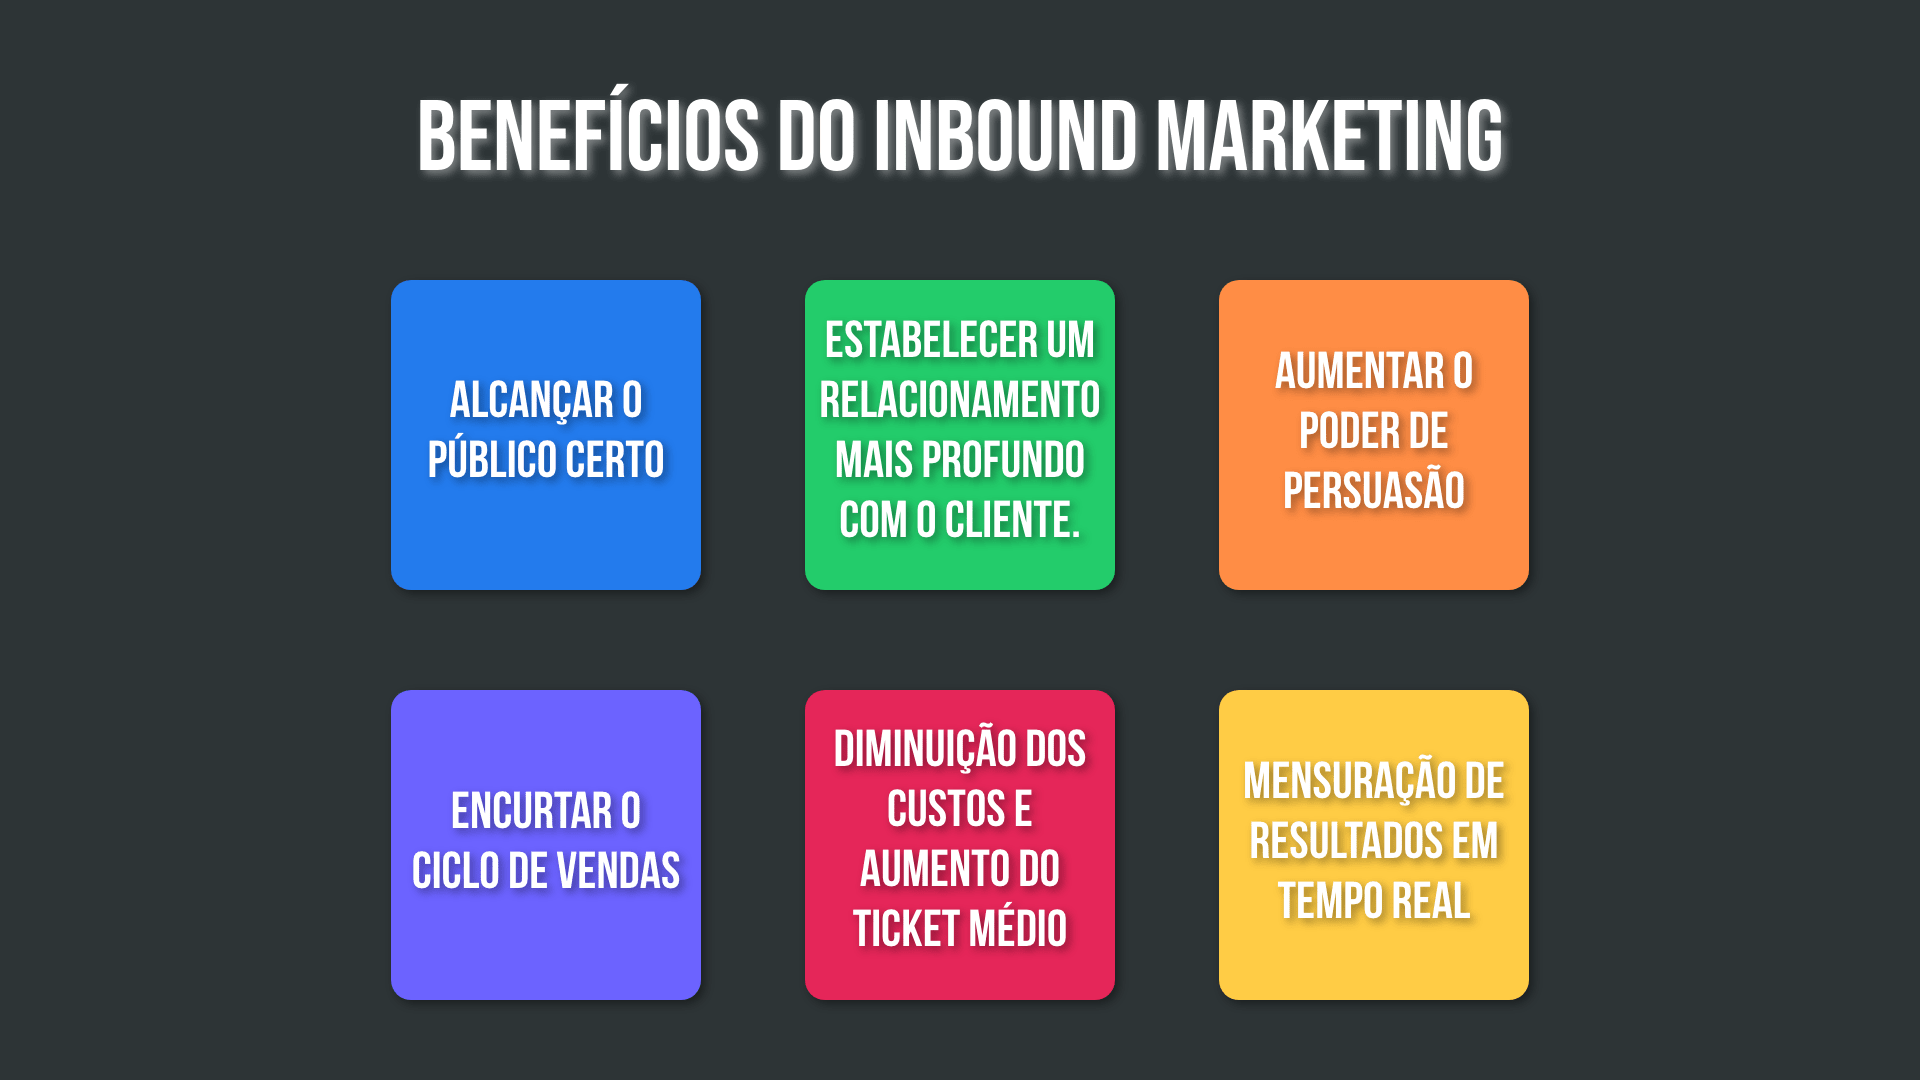 BENEFÍCIOS DO INBOUND MARKETING
ALCANÇAR O
PÚBLICO CERTO
ESTABELECER UM
RELACIONAMENTO
MAIS PROFUNDO
COM O CLIENTE.
AUMENTAR O
PODER DE
PERSUASÃO
ENCURTAR O
CICLO DE VENDAS
DIMINUIÇÃO DOS
CUSTOS E
AUMENTO DO
TICKET MÉDIO
MENSURAÇÃO DE
RESULTADOS EM
TEMPO REAL